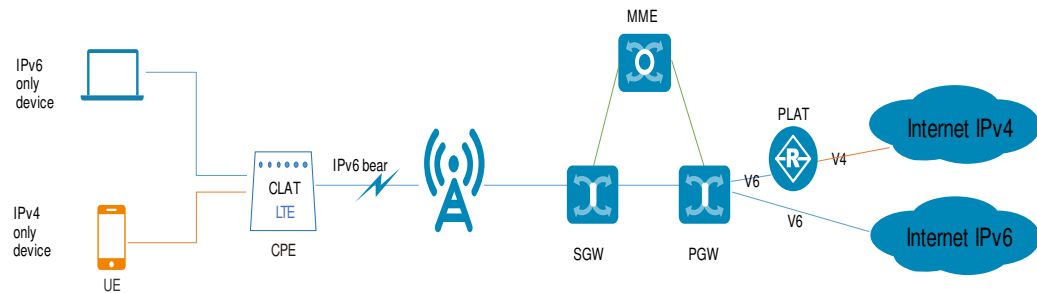 MME
IPv6
only
device
PLAT
Internet IPv4
R
V4
IPv6 bear
CLAT
LTE
V6
IPv4
only
device
V6
Internet IPv6
CPE
SGW
PGW
UE